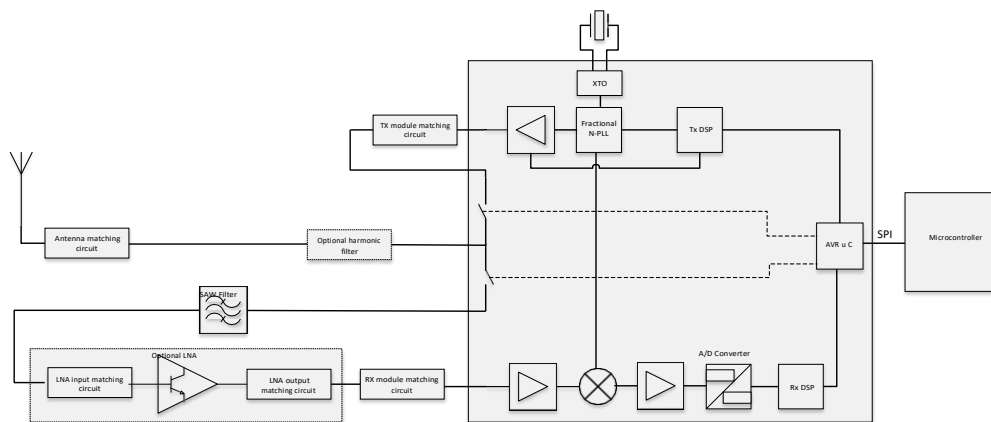 XTO
TX module matching
circuit
Fractional
N-PLL
Tx DSP
Antenna matching
circuit
Optional harmonic
filter
AVR u C
SPI
Microcontroller
SAW Filter
Optional LNA
A/D Converter
LNA input matching
circuit
LNA output
matching circuit
RX module matching
circuit
Rx DSP